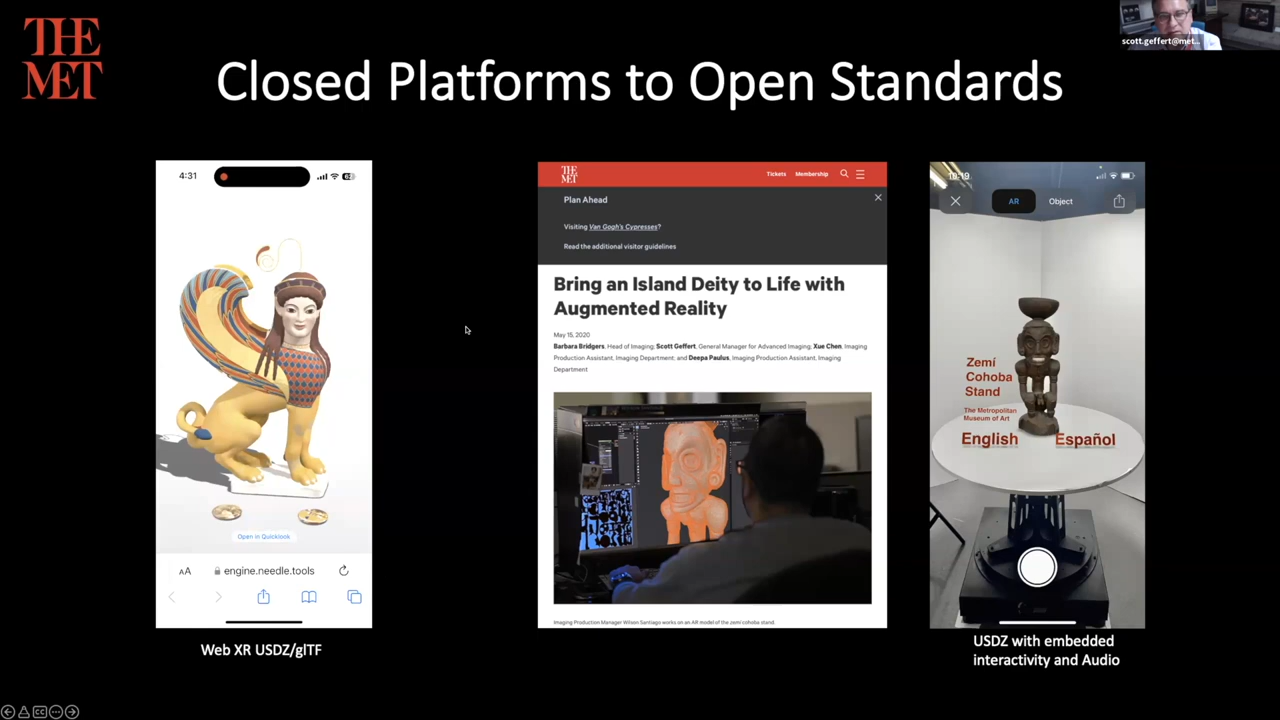 THE
MET
scott.geffert@met...
Closed Platforms to Open Standards
4:31
Open in Quicklook
AA
engine.needle.tools
Web XR USDZ/glTF
THE
MET
Tickets
Membership
Plan Ahead
Visiting Van Gogh's Cypresses?
Read the additional visitor guidelines
Bring an Island Deity to Life with
Augmented Reality
May 15, 2020
Barbara Bridgers, Head of Imaging; Scott Geffert, General Manager for Advanced Imaging; Xue Chen, Imaging
Production Assistant, Imaging Department; and Deepa Paulus, Imaging Production Assistant, Imaging
Department
Imaging Production Manager Wilson Santiago works on an AR model of the zemí cohoba stand.
AR
Object
Zemí
Cohoba
Stand
The Metropolitan
Museum of Art
English
Español
USDZ with embedded
interactivity and Audio
CC